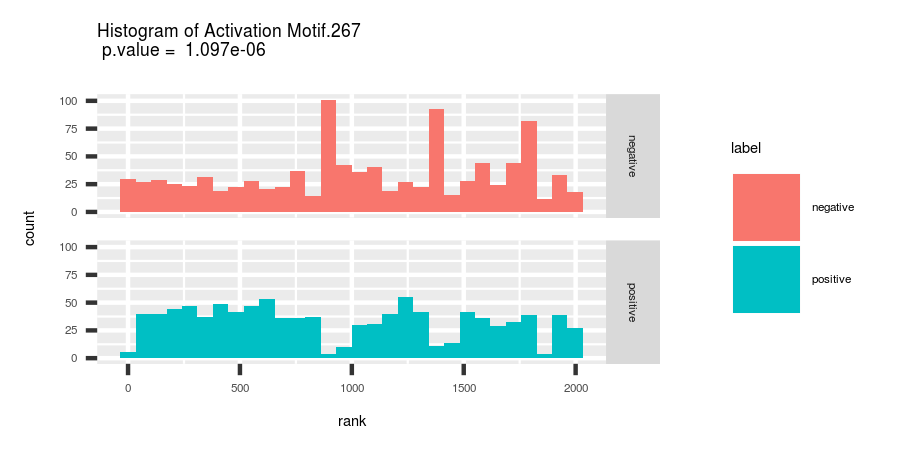 Histogram of Activation Motif.267
p.value = 1.097e-06
count
100
75
50
25
0
negative
100
75
50
25
0
positive
0 500 1000 1500 2000
rank
label
negative
positive